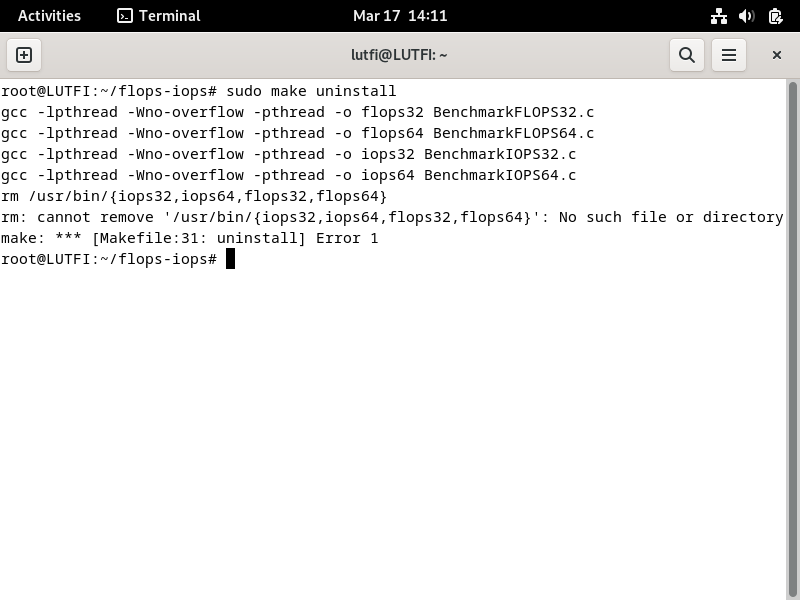 Activities Terminal Mar 17 14:11
lutfi@LUTFI: ~
root@LUTFI:~/flops-iops# sudo make uninstall
gcc -lpthread -Wno-overflow -pthread -o flops32 BenchmarkFLOPS32.c
gcc -lpthread -Wno-overflow -pthread -o flops64 BenchmarkFLOPS64.c
gcc -lpthread -Wno-overflow -pthread -o iops32 BenchmarkIOPS32.c
gcc -lpthread -Wno-overflow -pthread -o iops64 BenchmarkIOPS64.c
rm /usr/bin/{iops32,iops64,flops32,flops64}
rm: cannot remove '/usr/bin/{iops32,iops64,flops32,flops64}': No such file or directory
make: *** [Makefile:31: uninstall] Error 1
root@LUTFI:~/flops-iops#